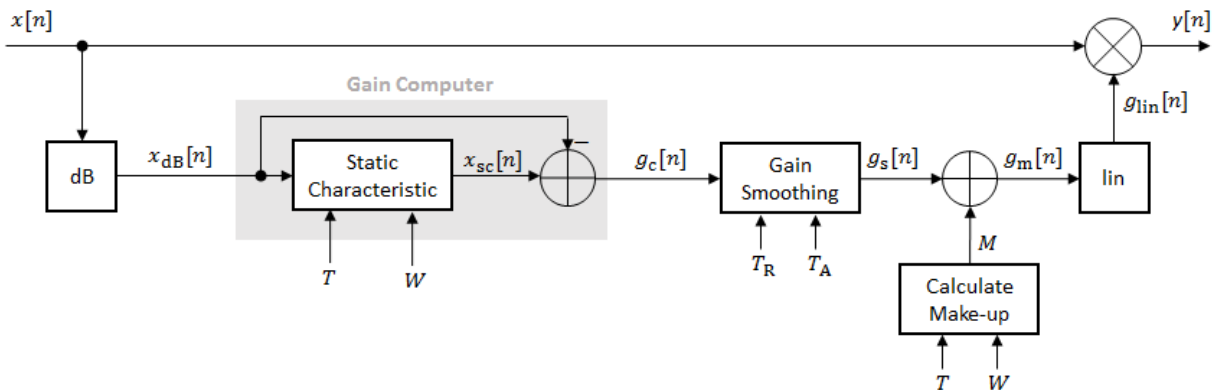 x[n]
y[n]
Gain Computer
g_lin[n]
dB
x_dB[n]
Static
Characteristic
x_sc[n]
−
g_c[n]
Gain
Smoothing
g_s[n]
g_m[n]
lin
T
W
T_R
T_A
M
Calculate
Make-up
T
W